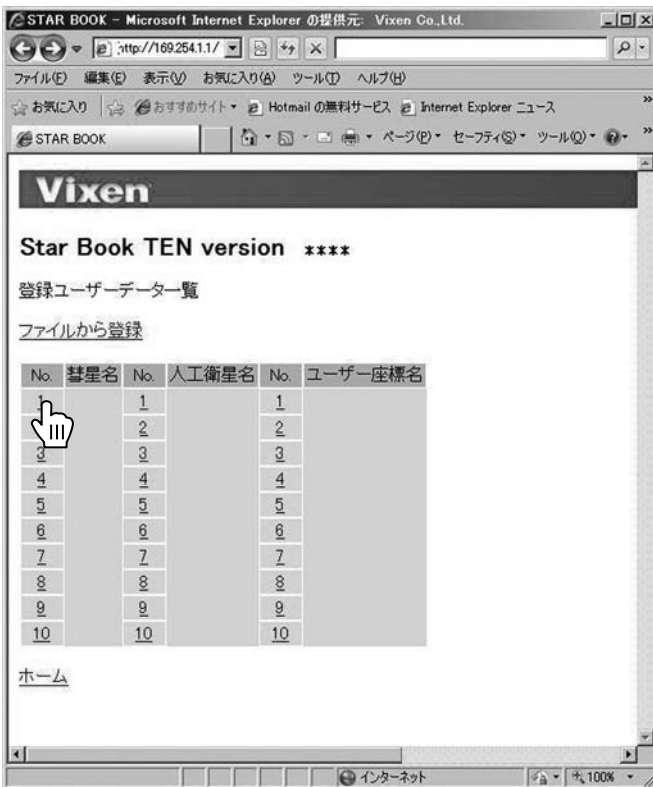 STAR BOOK - Microsoft Internet Explorer の提供元: Vixen Co.,Ltd.
http://169.254.1.1/
ファイル(F) 編集(E) 表示(V) お気に入り(A) ツール(T) ヘルプ(H)
お気に入り おすすめサイト Hotmail の無料サービス Internet Explorer ニュース
STAR BOOK ページ(P) セーフティ(S) ツール(O)
Vixen
Star Book TEN version ****
登録ユーザーデータ一覧
ファイルから登録
No. 彗星名 No. 人工衛星名 No. ユーザー座標名
1 1 1
2 2
3 3 3
4 4 4
5 5 5
6 6 6
7 7 7
8 8 8
9 9 9
10 10 10
ホーム
インターネット 100%